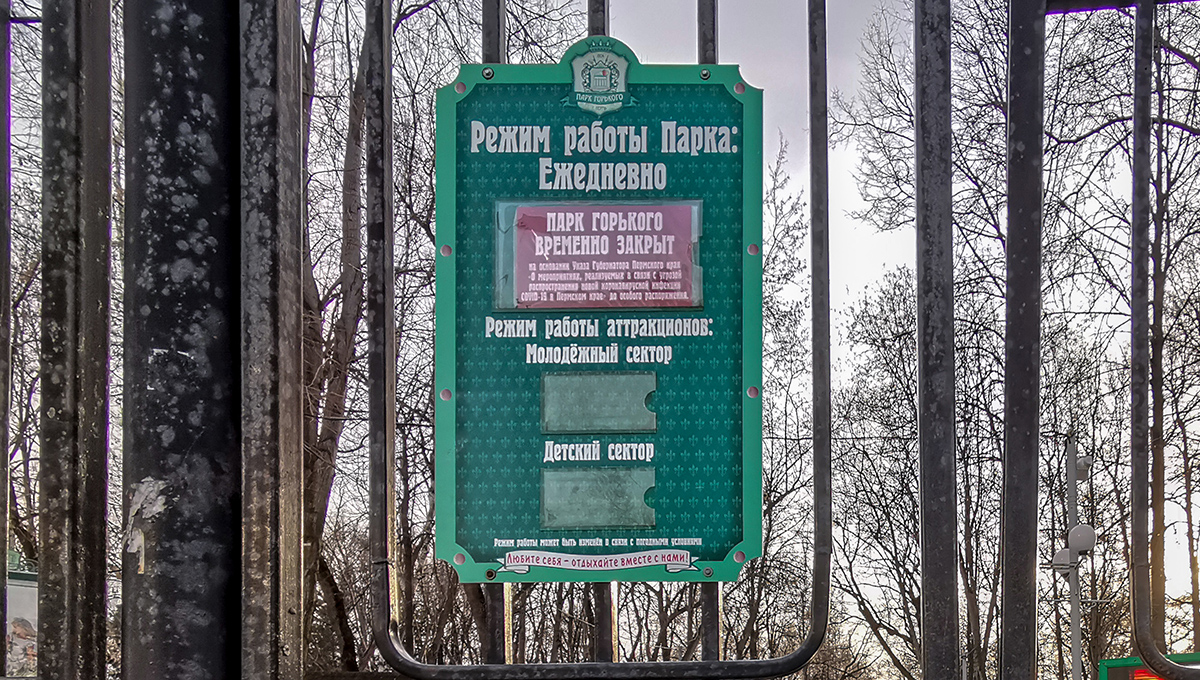 ПАРК ГОРЬКОГО
Режим работы Парка:
Ежедневно
ПАРК ГОРЬКОГО
ВРЕМЕННО ЗАКРЫТ
на основании Указа Губернатора Пермского края
«О мероприятиях, реализуемых в связи с угрозой
распространения новой коронавирусной инфекции
COVID-19 в Пермском крае» до особого распоряжения.
Режим работы аттракционов:
Молодёжный сектор
Детский сектор
Режим работы может быть изменён в связи с погодными условиями
Любите себя – отдыхайте вместе с нами!